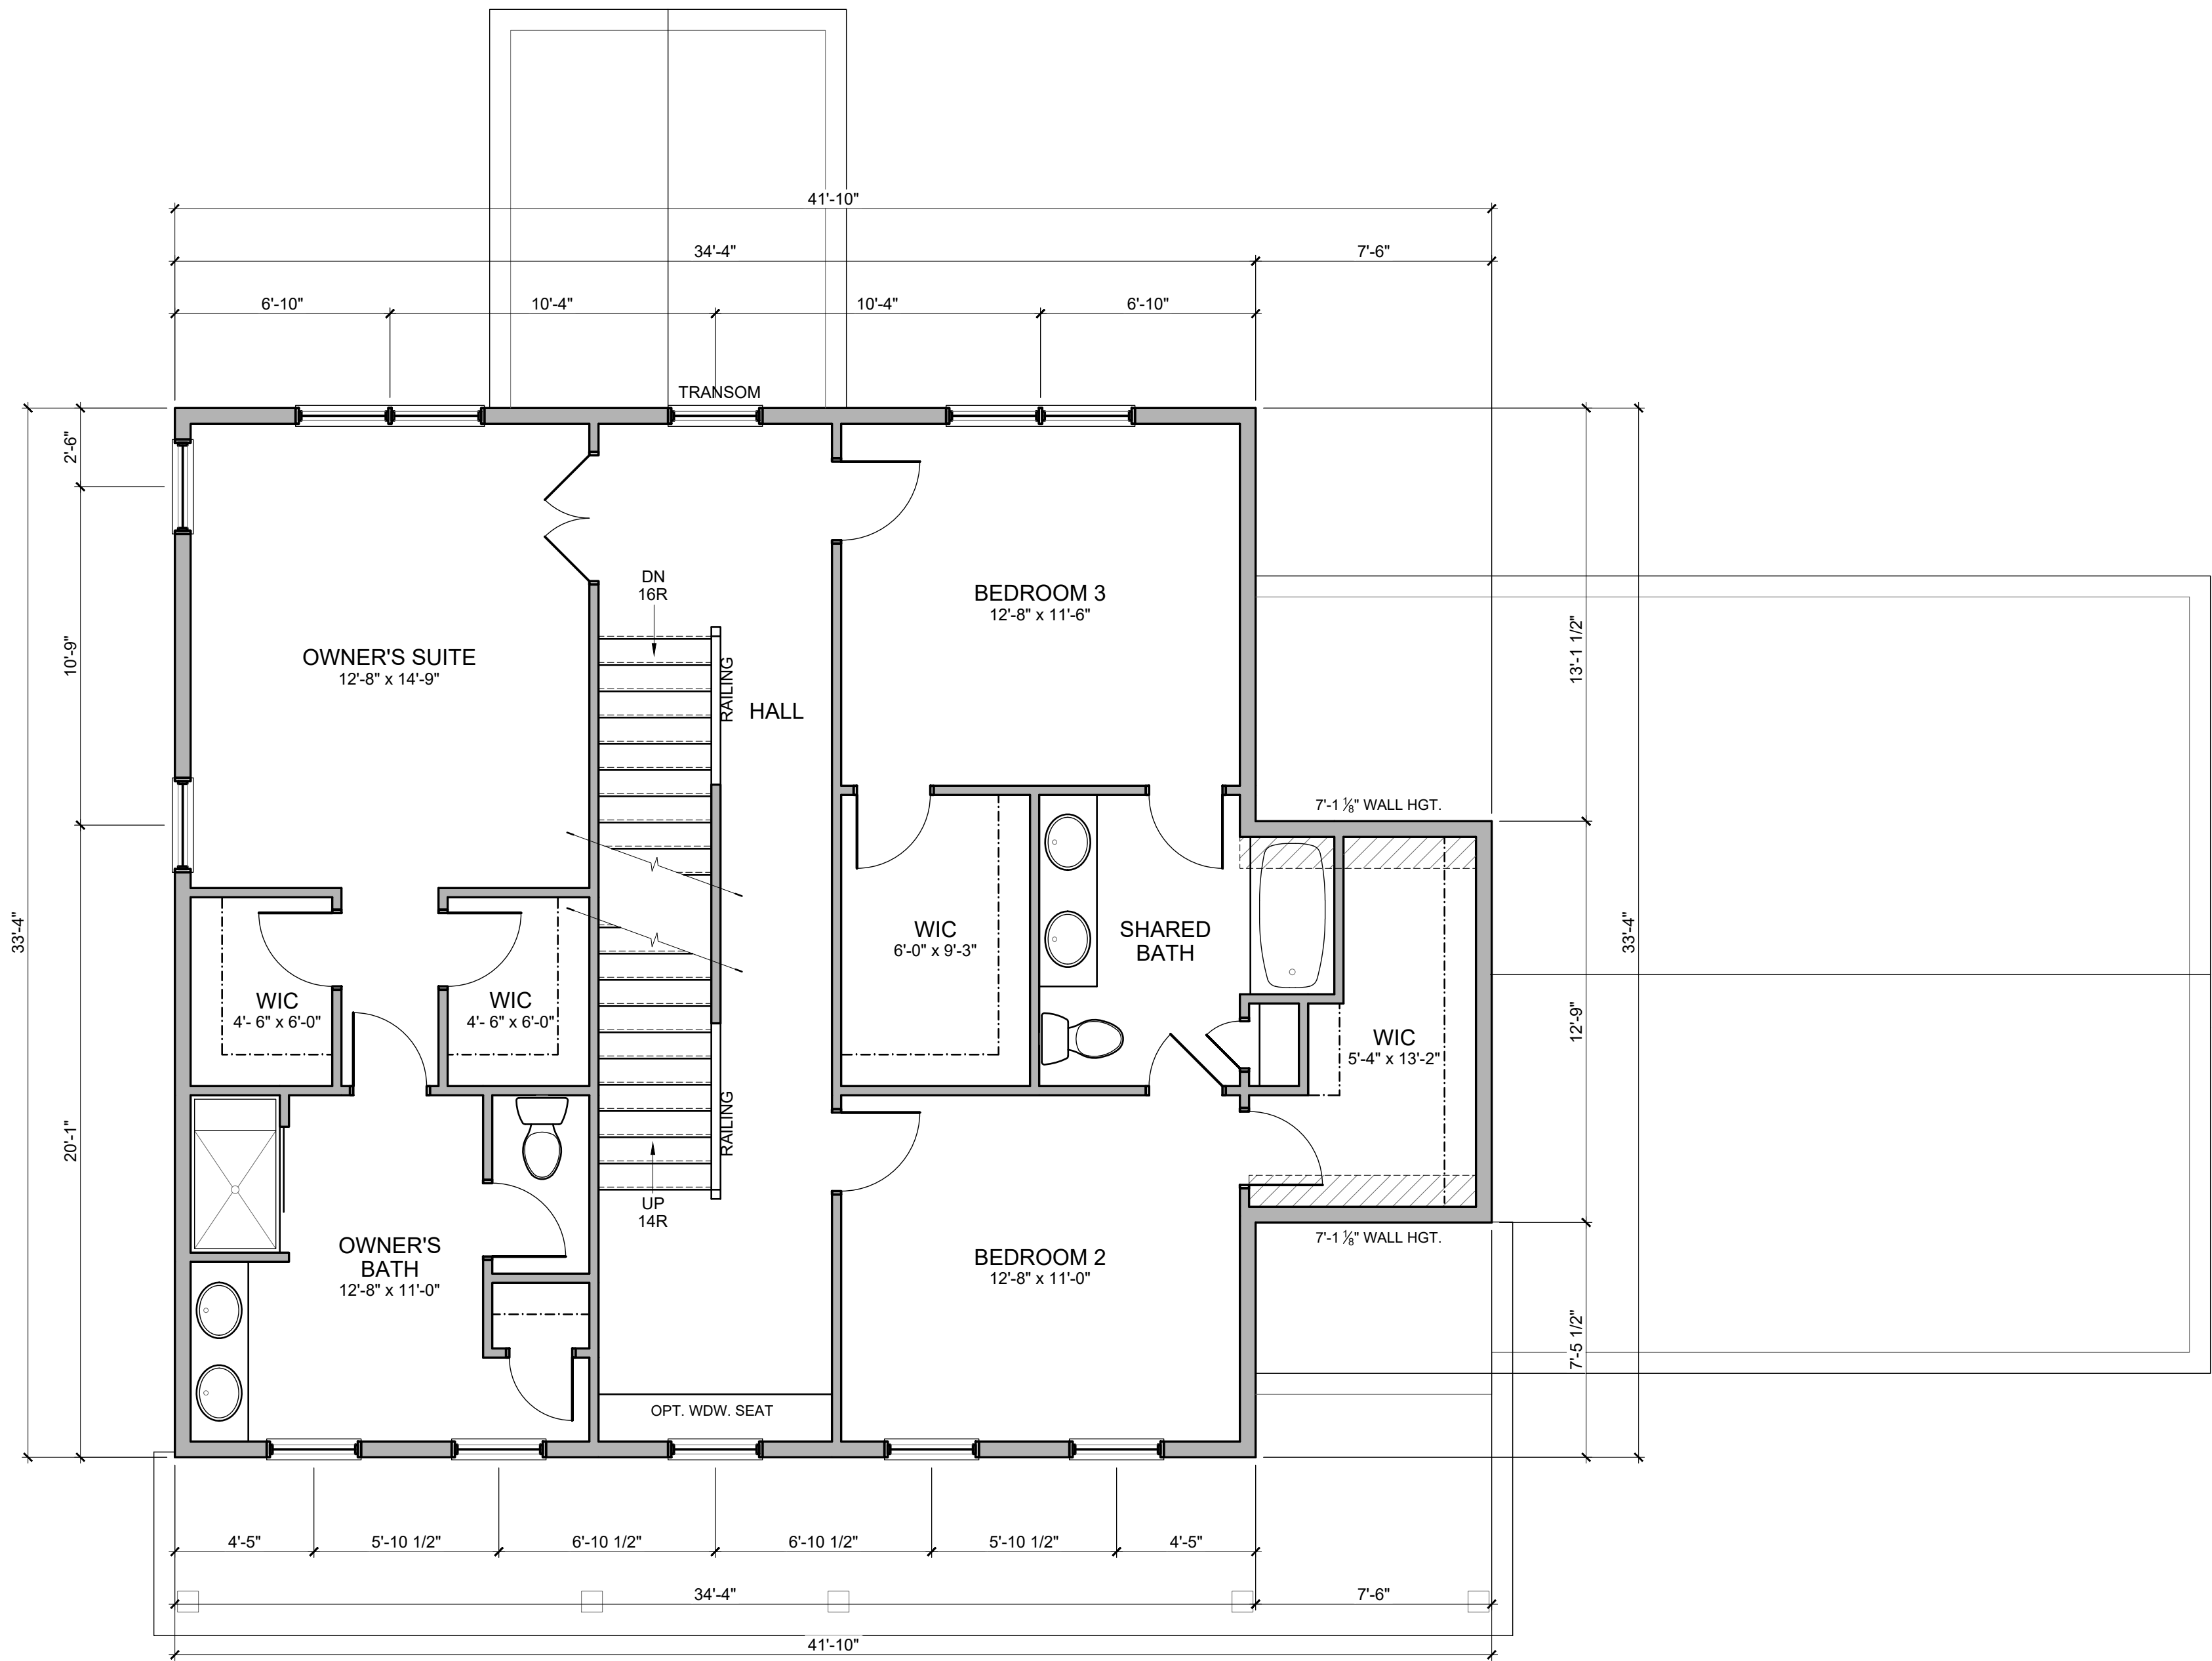 41'-10"
34'-4"
7'-6"
6'-10"
10'-4"
10'-4"
6'-10"
TRANSOM
2'-6"
10'-9"
20'-1"
33'-4"
DN
16R
RAILING
HALL
OWNER'S SUITE
12'-8" x 14'-9"
BEDROOM 3
12'-8" x 11'-6"
13'-1 1/2"
7'-1 ⅛" WALL HGT.
WIC
4'- 6" x 6'-0"
WIC
4'- 6" x 6'-0"
WIC
6'-0" x 9'-3"
SHARED
BATH
WIC
5'-4" x 13'-2"
12'-9"
33'-4"
RAILING
UP
14R
OWNER'S
BATH
12'-8" x 11'-0"
BEDROOM 2
12'-8" x 11'-0"
7'-1 ⅛" WALL HGT.
7'-5 1/2"
OPT. WDW. SEAT
4'-5"
5'-10 1/2"
6'-10 1/2"
6'-10 1/2"
5'-10 1/2"
4'-5"
34'-4"
7'-6"
41'-10"